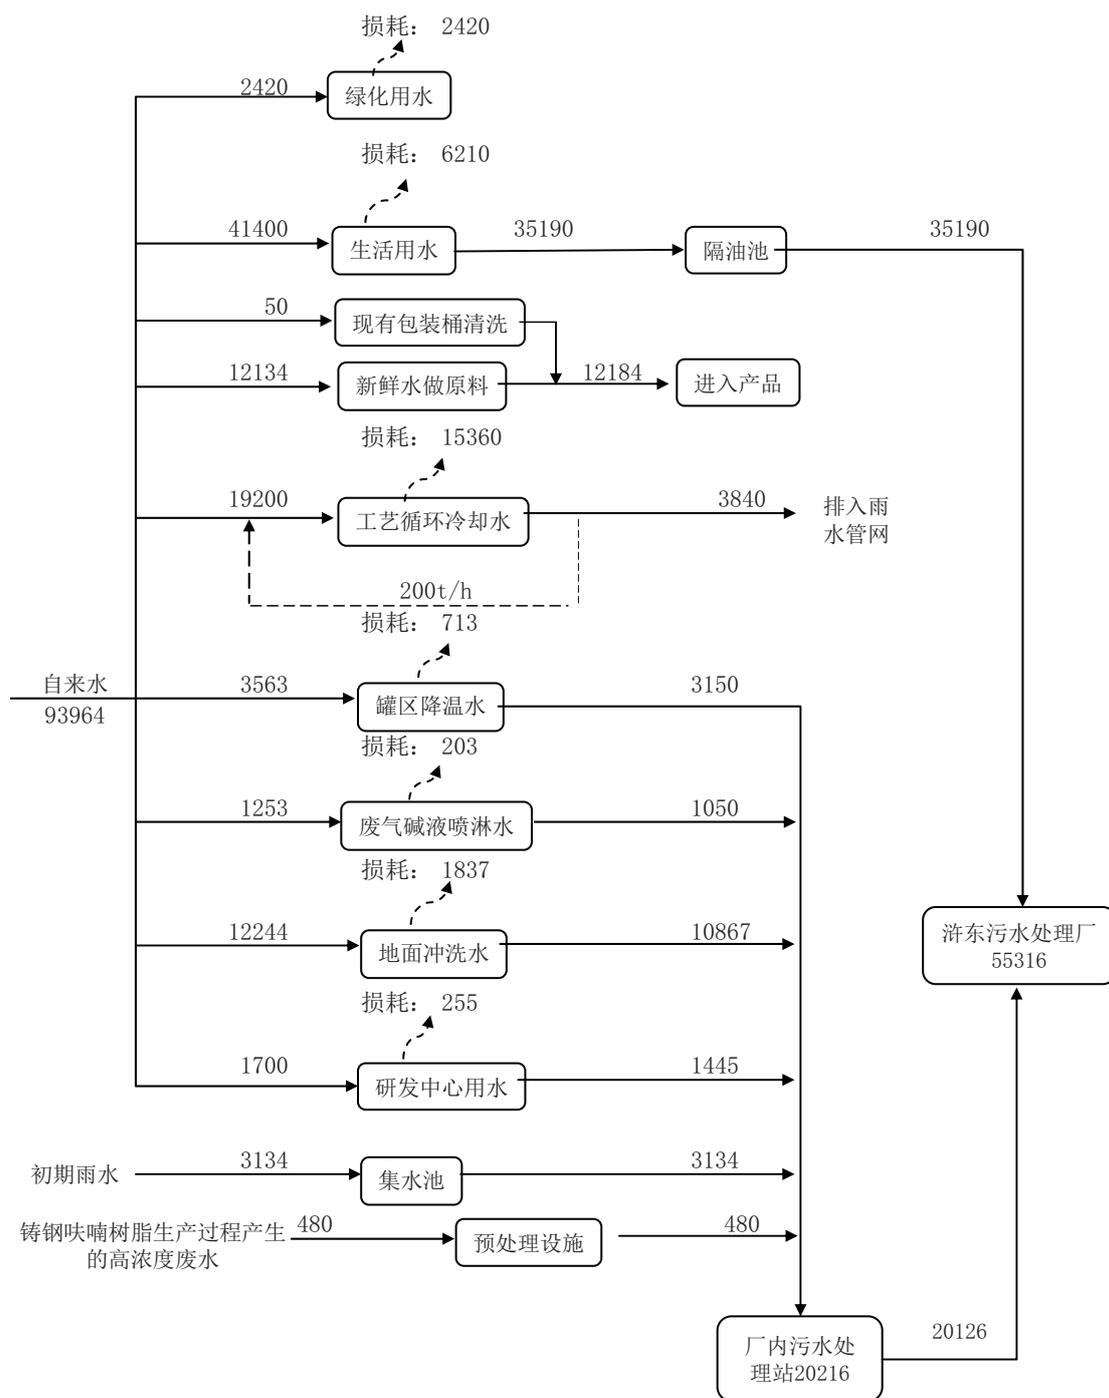 损耗： 2420
2420
绿化用水
损耗： 6210
41400
生活用水
35190
隔油池
35190
50
现有包装桶清洗
12134
新鲜水做原料
12184
进入产品
损耗： 15360
19200
工艺循环冷却水
3840
排入雨
水管网
200t/h
损耗： 713
自来水
93964
3563
罐区降温水
3150
损耗： 203
1253
废气碱液喷淋水
1050
损耗： 1837
12244
地面冲洗水
10867
浒东污水处理厂
55316
损耗： 255
1700
研发中心用水
1445
初期雨水
3134
集水池
3134
铸钢呋喃树脂生产过程产生
的高浓度废水
480
预处理设施
480
厂内污水处
理站20216
20126